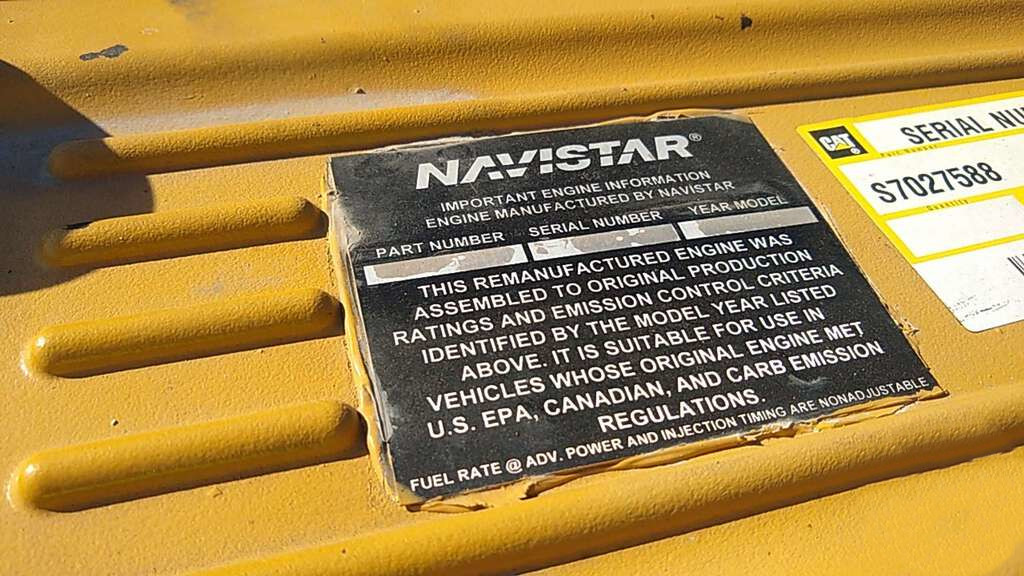 NAVISTAR®
IMPORTANT ENGINE INFORMATION
ENGINE MANUFACTURED BY NAVISTAR
PART NUMBER SERIAL NUMBER YEAR MODEL
THIS REMANUFACTURED ENGINE WAS
ASSEMBLED TO ORIGINAL PRODUCTION
RATINGS AND EMISSION CONTROL CRITERIA
IDENTIFIED BY THE MODEL YEAR LISTED
ABOVE. IT IS SUITABLE FOR USE IN
VEHICLES WHOSE ORIGINAL ENGINE MET
U.S. EPA, CANADIAN, AND CARB EMISSION
REGULATIONS.
FUEL RATE @ ADV. POWER AND INJECTION TIMING ARE NONADJUSTABLE
CAT
SERIAL NU
Part Number
S7027588
Quantity